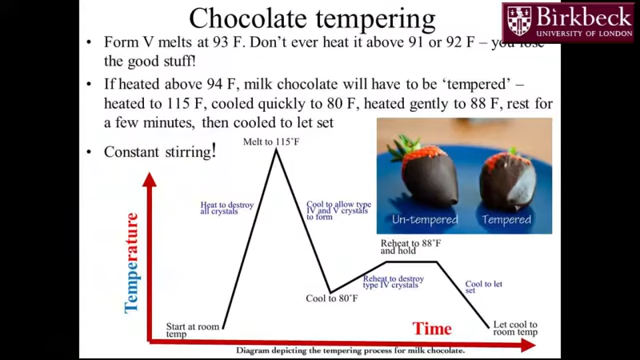 Chocolate tempering
Birkbeck
UNIVERSITY OF LONDON
• Form V melts at 93 F. Don't ever heat it above 91 or 92 F – you lose
the good stuff!
• If heated above 94 F, milk chocolate will have to be 'tempered' –
heated to 115 F, cooled quickly to 80 F, heated gently to 88 F, rest for
a few minutes, then cooled to let set
• Constant stirring!
Melt to 115˚F
Heat to destroy
all crystals
Cool to allow type
IV and V crystals
to form
Un-tempered
Tempered
Reheat to 88˚F
and hold
Temperature
Reheat to destroy
type IV crystals
Cool to let
set
Cool to 80˚F
Start at room
temp
Time
Let cool to
room temp
Diagram depicting the tempering process for milk chocolate.